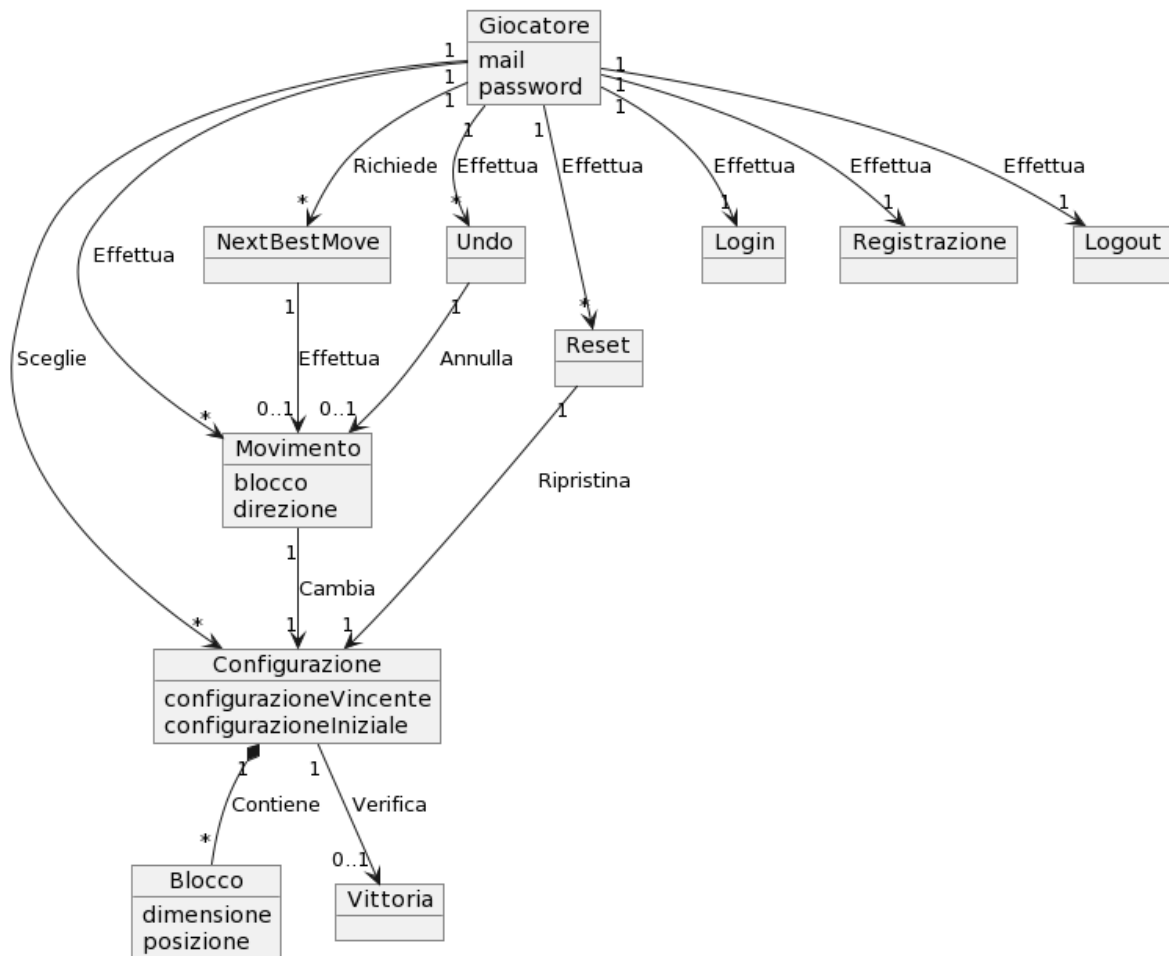 Giocatore
mail
password
1
1
1
1
1
1
1
1
Richiede
Effettua
Effettua
Effettua
Effettua
Effettua
*
*
1
1
1
NextBestMove
Undo
Login
Registrazione
Logout
Effettua
1
1
*
Reset
Sceglie
Effettua
Annulla
0..1
0..1
*
1
Movimento
blocco
direzione
Ripristina
1
Cambia
*
1
1
Configurazione
configurazioneVincente
configurazioneIniziale
1
1
Contiene
Verifica
*
0..1
Blocco
dimensione
posizione
Vittoria